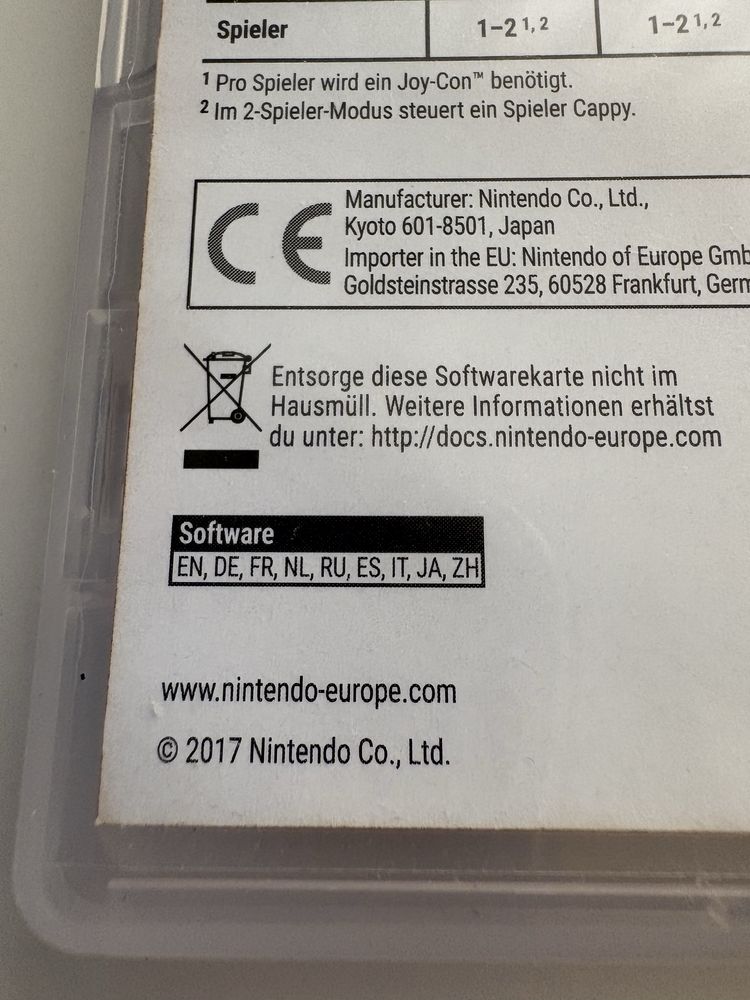 Spieler 1–2 1, 2 1–2 1, 2
1 Pro Spieler wird ein Joy-Con™ benötigt.
2 Im 2-Spieler-Modus steuert ein Spieler Cappy.
CE
Manufacturer: Nintendo Co., Ltd.,
Kyoto 601-8501, Japan
Importer in the EU: Nintendo of Europe Gmb
Goldsteinstrasse 235, 60528 Frankfurt, Germ
Entsorge diese Softwarekarte nicht im
Hausmüll. Weitere Informationen erhältst
du unter: http://docs.nintendo-europe.com
Software
EN, DE, FR, NL, RU, ES, IT, JA, ZH
www.nintendo-europe.com
© 2017 Nintendo Co., Ltd.